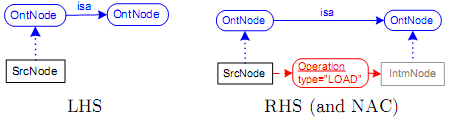 isa
OntNode OntNode
SrcNode
LHS
isa
OntNode OntNode
SrcNode Operation type="LOAD" IntmNode
RHS (and NAC)